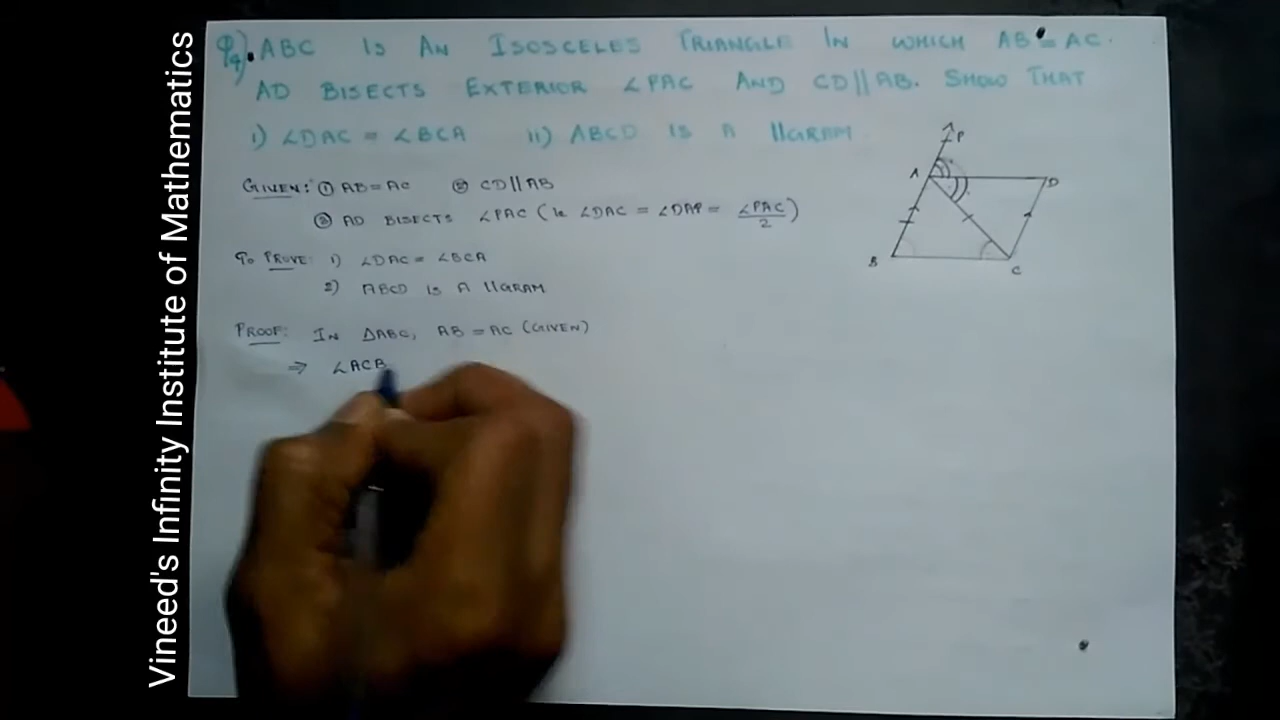 Q4) ABC IS AN ISOSCELES TRIANGLE IN WHICH AB = AC.
AD BISECTS EXTERIOR ∠PAC AND CD||AB. SHOW THAT
i) ∠DAC = ∠BCA ii) ABCD IS A ||GRAM
GIVEN: ① AB = AC ② CD||AB
③ AD BISECTS ∠PAC (ie ∠DAC = ∠DAP = ∠PAC/2)
TO PROVE: 1) ∠DAC = ∠BCA
2) ABCD IS A ||GRAM
PROOF: IN ∆ABC, AB = AC (GIVEN)
⇒ ∠ACB
P
A
D
B
C
Vineed's Infinity Institute of Mathematics